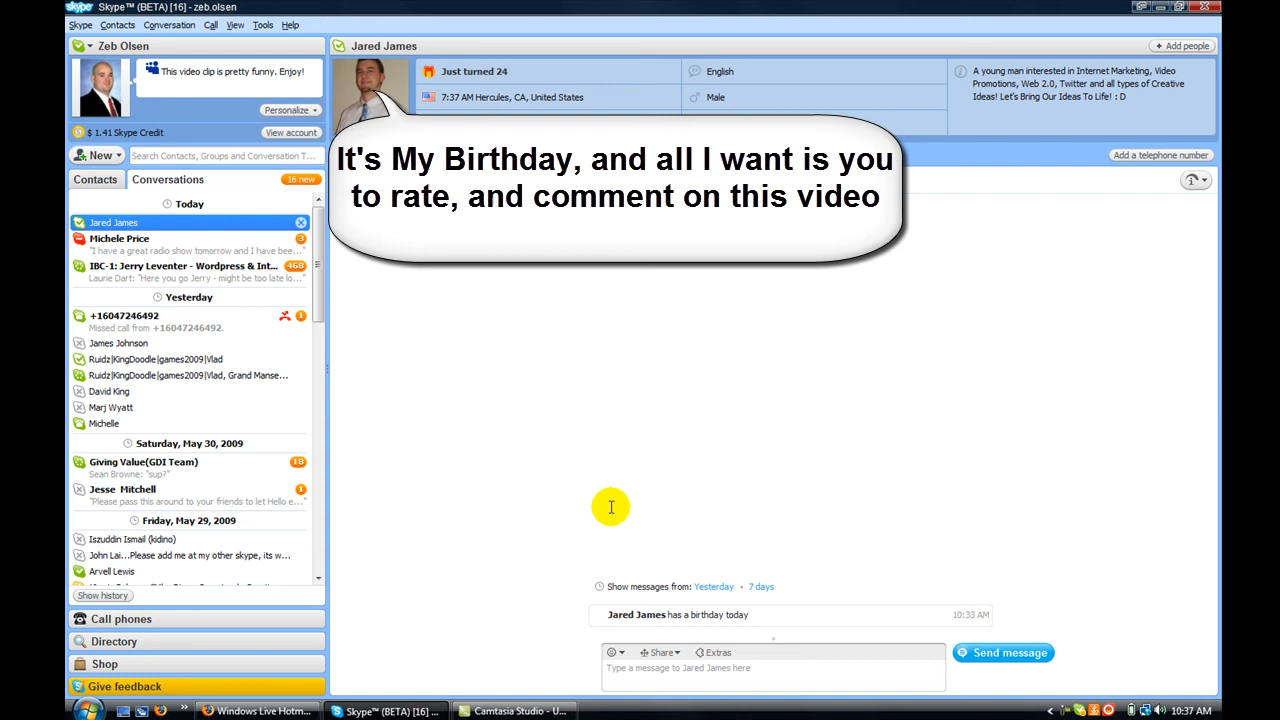 skype Skype™ (BETA) [16] - zeb.olsen
Skype Contacts Conversation Call View Tools Help
Zeb Olsen
This video clip is pretty funny. Enjoy!
Personalize
$ 1.41 Skype Credit
View account
New
Search Contacts, Groups and Conversation T...
Contacts Conversations 16 new
Today
Jared James
Michele Price 3
"I have a great radio show tomorrow and I have bee..."
IBC-1: Jerry Leventer - Wordpress & Int... 468
Laurie Dart: "Here you go Jerry - might be too late lo...
Yesterday
+16047246492 1
Missed call from +16047246492.
James Johnson
Ruidz|KingDoodle|games2009|Vlad
Ruidz|KingDoodle|games2009|Vlad, Grand Manse...
David King
Marj Wyatt
Michelle
Saturday, May 30, 2009
Giving Value(GDI Team) 18
Sean Browne: "sup?"
Jesse Mitchell 1
"Please pass this around to your friends to let Hello e..."
Friday, May 29, 2009
Iszuddin Ismail (kidino)
John Lai...Please add me at my other skype, its w...
Arvell Lewis
Show history
Call phones
Directory
Shop
Give feedback
Jared James
Add people
Just turned 24
English
7:37 AM Hercules, CA, United States
Male
A young man interested in Internet Marketing, Video
Promotions, Web 2.0, Twitter and all types of Creative
Ideas! Let's Bring Our Ideas To Life! : D
Add a telephone number
It's My Birthday, and all I want is you
to rate, and comment on this video
Show messages from: Yesterday • 7 days
Jared James has a birthday today 10:33 AM
Share Extras
Type a message to Jared James here
Send message
Windows Live Hotm...
Skype™ (BETA) [16] ...
Camtasia Studio - U...
10:37 AM